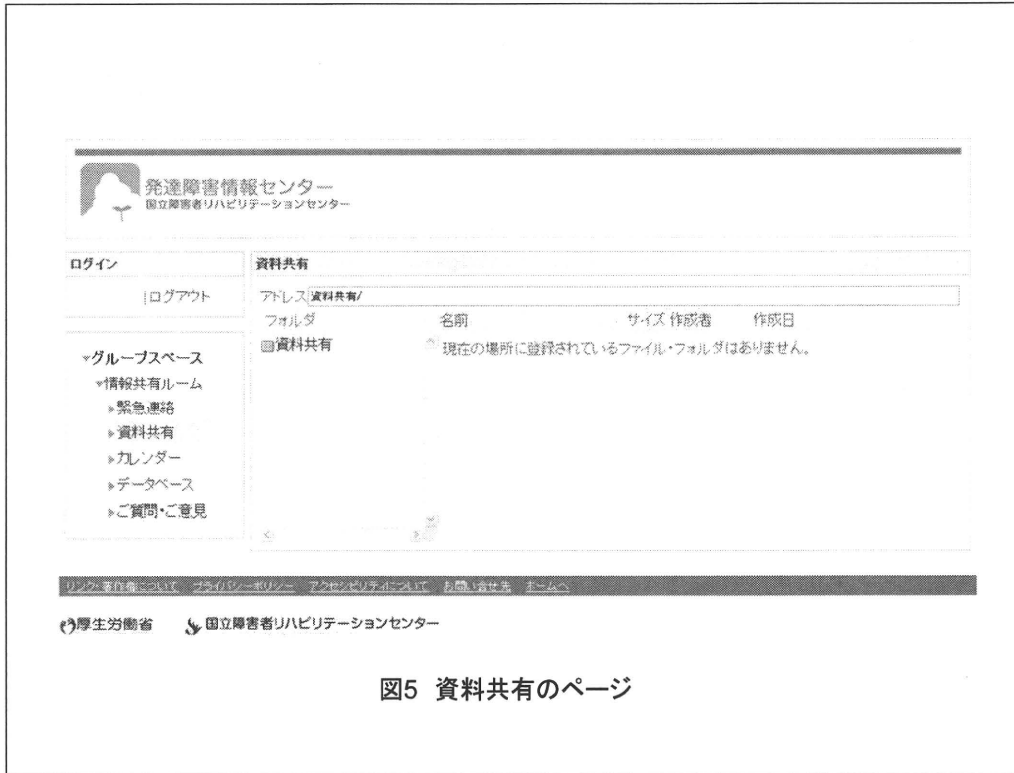 発達障害情報センター
国立障害者リハビリテーションセンター
ログイン
|ログアウト
▾グループスペース
▾情報共有ルーム
▸緊急連絡
▸資料共有
▸カレンダー
▸データベース
▸ご質問・ご意見
資料共有
アドレス 資料共有/
フォルダ 名前 サイズ 作成者 作成日
資料共有 現在の場所に登録されているファイル・フォルダはありません。
リンク・著作権について プライバシーポリシー アクセシビリティについて お問い合せ先 ホームへ
厚生労働省 国立障害者リハビリテーションセンター
図5 資料共有のページ